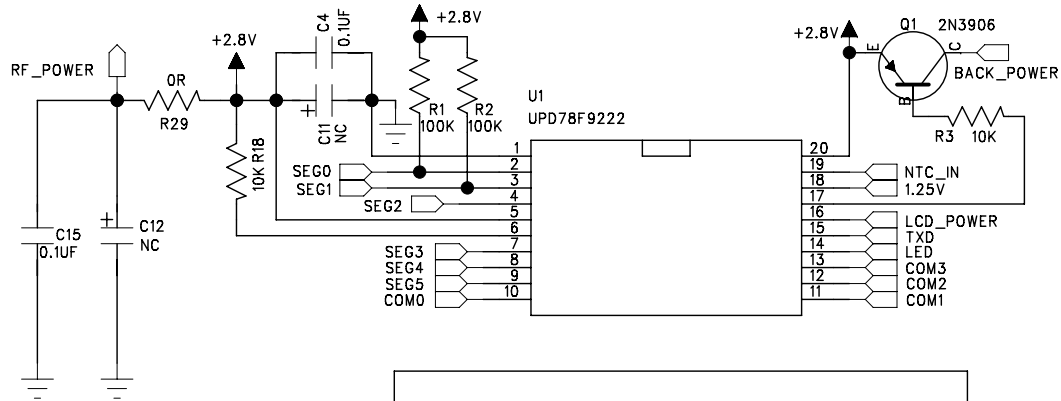 RF_POWER
+2.8V
0R
R29
10K R18
C4
0.1UF
C11
NC
+2.8V
R1
100K
R2
100K
U1
UPD78F9222
+2.8V
Q1
2N3906
E
C
B
BACK_POWER
R3
10K
C15
0.1UF
C12
NC
SEG0
SEG1
SEG2
SEG3
SEG4
SEG5
COM0
1
2
3
4
5
6
7
8
9
10
20
19
18
17
16
15
14
13
12
11
NTC_IN
1.25V
LCD_POWER
TXD
LED
COM3
COM2
COM1